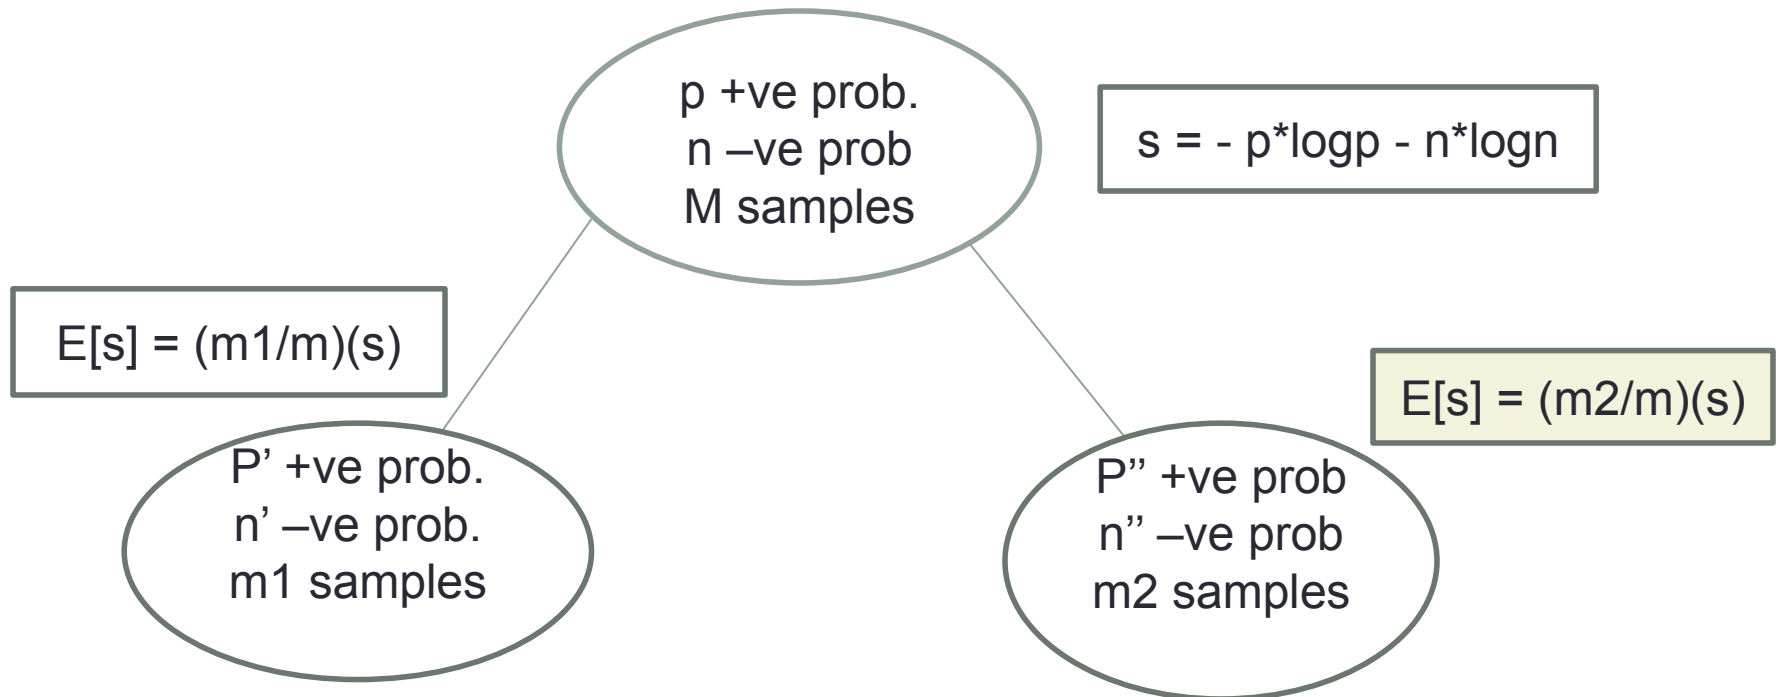 p +ve prob.
n –ve prob
M samples
s = - p*logp - n*logn
E[s] = (m1/m)(s)
E[s] = (m2/m)(s)
P’ +ve prob.
n’ –ve prob.
m1 samples
P’’ +ve prob
n’’ –ve prob
m2 samples